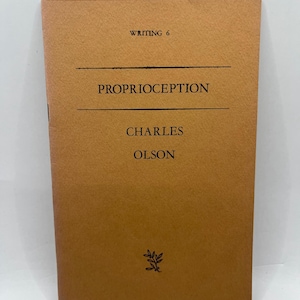 WRITING 6
PROPRIOCEPTION
CHARLES
OLSON